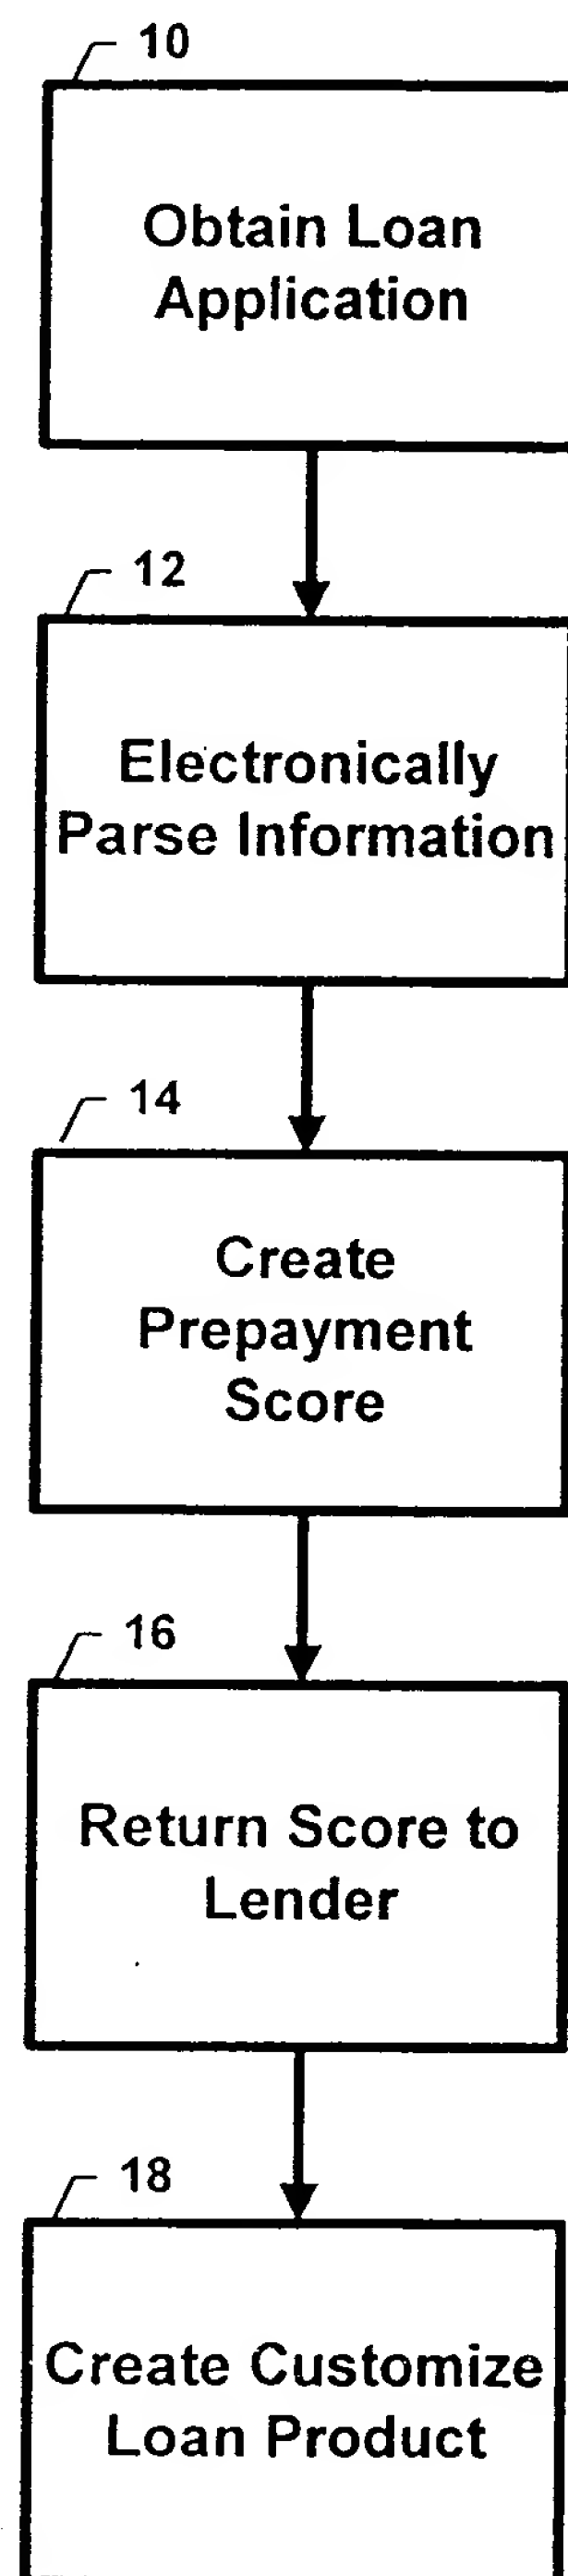 10
Obtain Loan
Application
12
Electronically
Parse Information
14
Create
Prepayment
Score
16
Return Score to
Lender
18
Create Customize
Loan Product